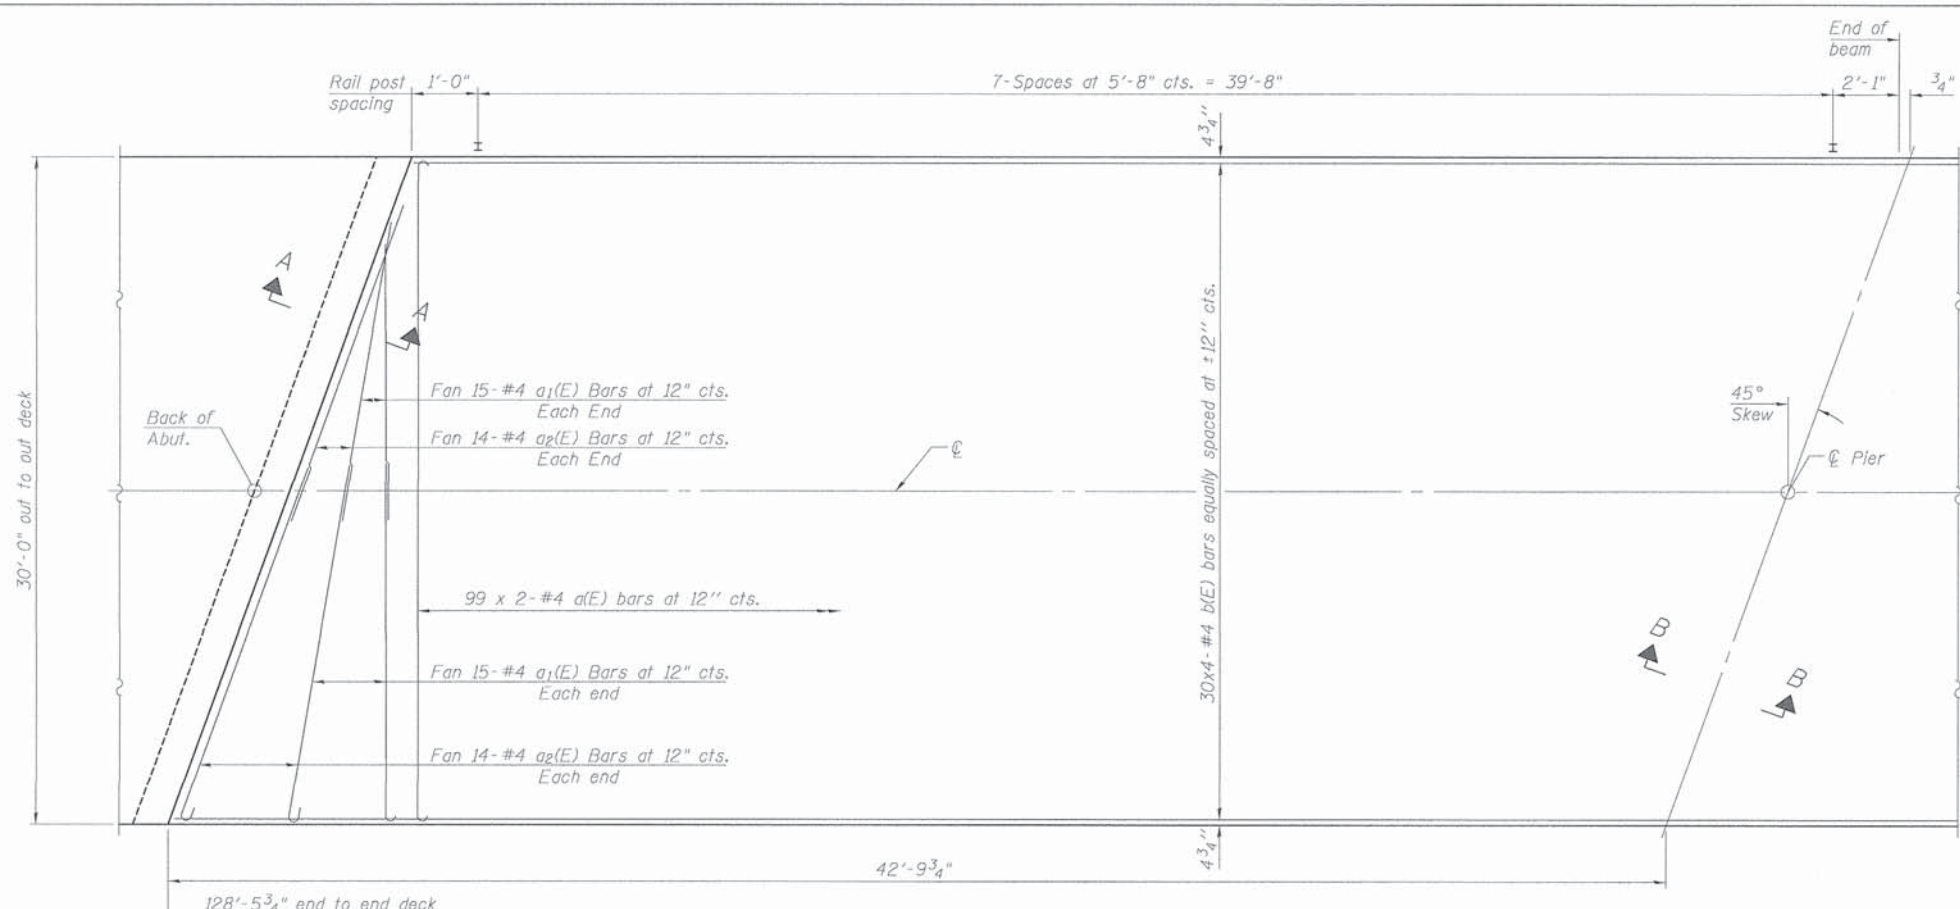 End of
beam
Rail post
spacing
1'-0"
7-Spaces at 5'-8" cts. = 39'-8"
2'-1"
3/4"
4 3/4"
A
A
30'-0" out to out deck
Back of
Abut.
Fan 15-#4 a1(E) Bars at 12" cts.
Each End
Fan 14-#4 a2(E) Bars at 12" cts.
Each End
℄
30x4-#4 b(E) bars equally spaced at ±12" cts.
45°
Skew
℄ Pier
99 x 2-#4 a(E) bars at 12" cts.
B
B
Fan 15-#4 a1(E) Bars at 12" cts.
Each end
Fan 14-#4 a2(E) Bars at 12" cts.
Each end
4 3/4"
42'-9 3/4"
128'-5 3/4" end to end deck